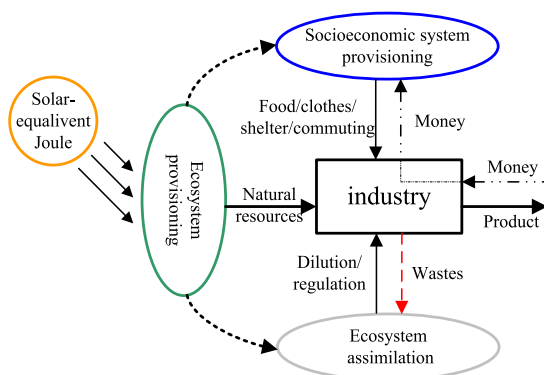 Socioeconomic system
provisioning
Solar-
equalivent
Joule
Food/clothes/
shelter/commuting
Money
Ecosystem
provisioning
Natural
resources
industry
Money
Product
Dilution/
regulation
Wastes
Ecosystem
assimilation